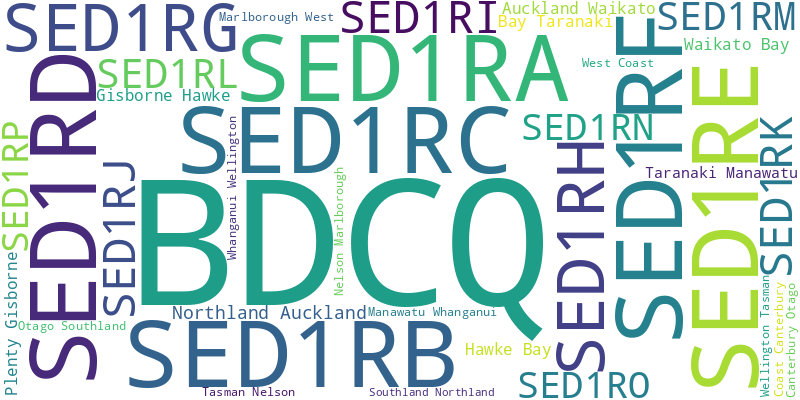 SED1RG
Marlborough West
SED1RI
Auckland Waikato
Bay Taranaki
SED1RM
SED1RL
SED1RA
Waikato Bay
West Coast
Gisborne Hawke
SED1RD
SED1RC
SED1RF
SED1RE
SED1RN
SED1RP
SED1RJ
Whanganui Wellington
Nelson Marlborough
SED1RH
SED1RK
Taranaki Manawatu
BDCQ
Plenty Gisborne
Northland Auckland
Manawatu Whanganui
Wellington Tasman
Coast Canterbury
Canterbury Otago
Otago Southland
SED1RB
Hawke Bay
SED1RO
Tasman Nelson
Southland Northland